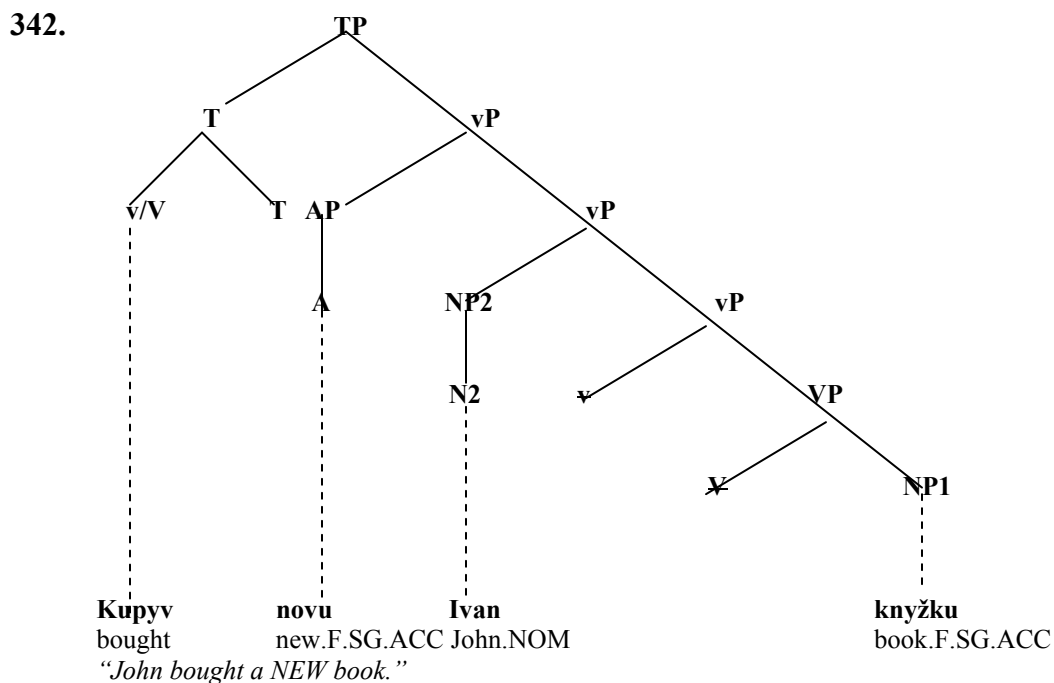 342.
TP
T vP
v/V T AP vP
A NP2 vP
N2 v VP
V NP1
Kupyv novu Ivan knyžku
bought new.F.SG.ACC John.NOM book.F.SG.ACC
“John bought a NEW book.”